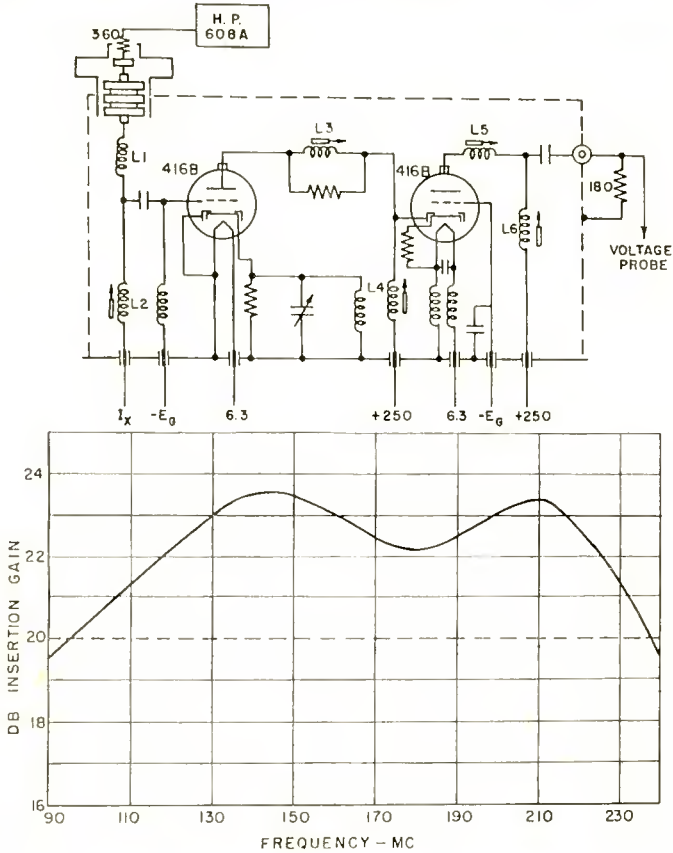 H. P.
608A
360
L1
416B
L3
416B
L5
180
L6
VOLTAGE
PROBE
L2
L4
Ix -Eg 6.3 +250 6.3 -Eg +250
DB INSERTION GAIN
24
22
20
18
16
90 110 130 150 170 190 210 230
FREQUENCY - MC